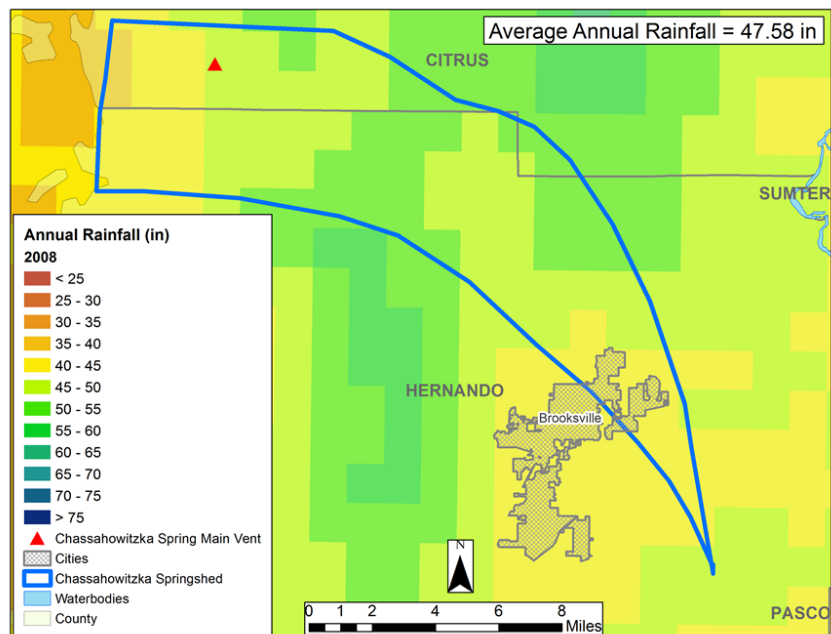 Average Annual Rainfall = 47.58 in
CITRUS
SUMTER
HERNANDO
Brooksville
PASCO
Annual Rainfall (in)
2008
< 25
25 - 30
30 - 35
35 - 40
40 - 45
45 - 50
50 - 55
55 - 60
60 - 65
65 - 70
70 - 75
> 75
Chassahowitzka Spring Main Vent
Cities
Chassahowitzka Springshed
Waterbodies
County
N
0 1 2 4 6 8
Miles